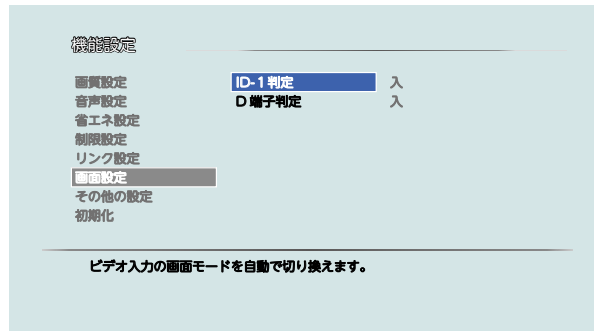 機能設定
画質設定
音声設定
省エネ設定
制限設定
リンク設定
画面設定
その他の設定
初期化
ID-1判定 入
D端子判定 入
ビデオ入力の画面モードを自動で切り換えます。